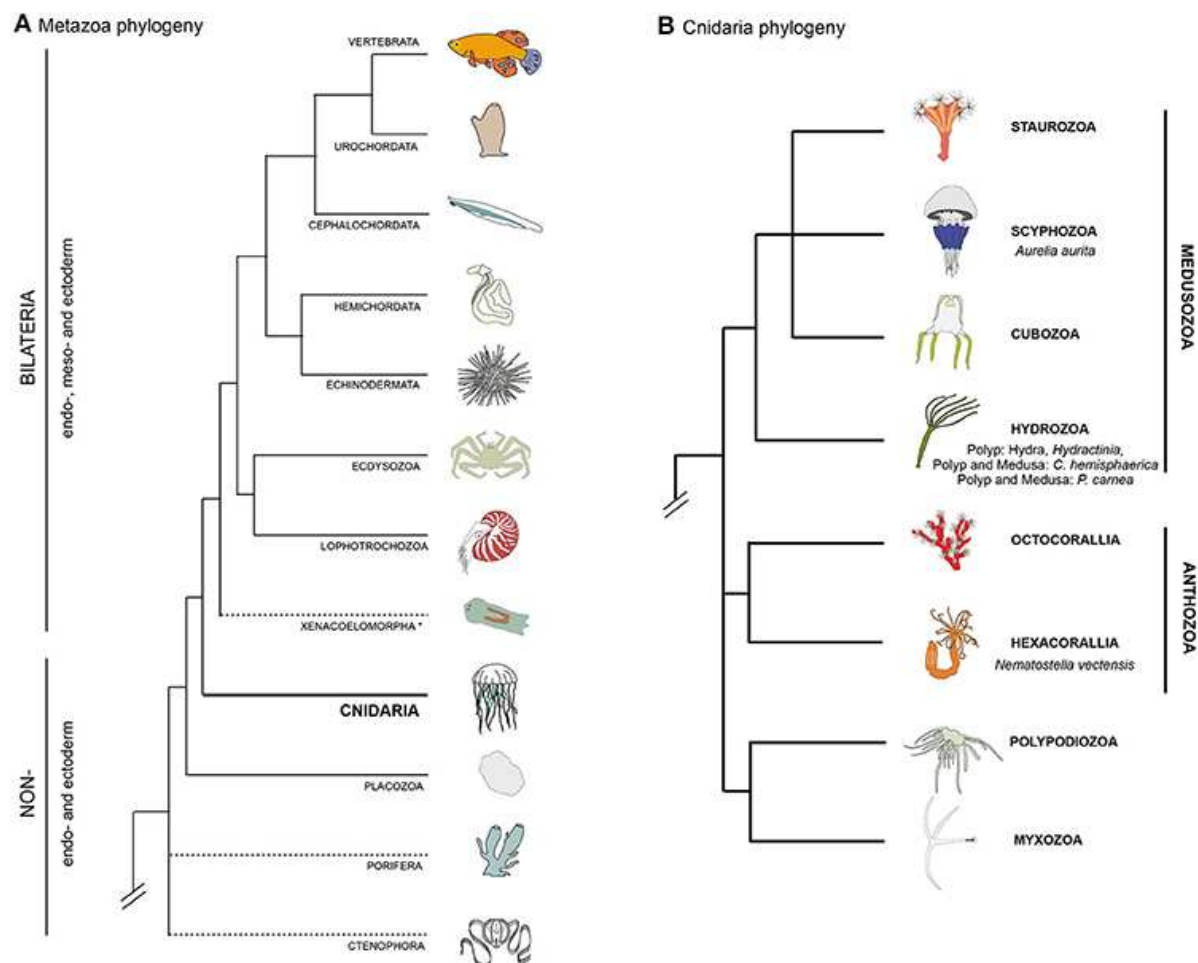 A Metazoa phylogeny
VERTEBRATA
UROCHORDATA
CEPHALOCHORDATA
HEMICHORDATA
ECHINODERMATA
ECDYSOZOA
LOPHOTROCHOZOA
XENACOELOMORPHA *
CNIDARIA
PLACOZOA
PORIFERA
CTENOPHORA
BILATERIA
endo-, meso- and ectoderm
NON-
endo- and ectoderm
B Cnidaria phylogeny
STAUROZOA
SCYPHOZOA
Aurelia aurita
CUBOZOA
HYDROZOA
Polyp: Hydra, Hydractinia,
Polyp and Medusa: C. hemisphaerica
Polyp and Medusa: P. carnea
OCTOCORALLIA
HEXACORALLIA
Nematostella vectensis
POLYPODIOZOA
MYXOZOA
MEDUSOZOA
ANTHOZOA